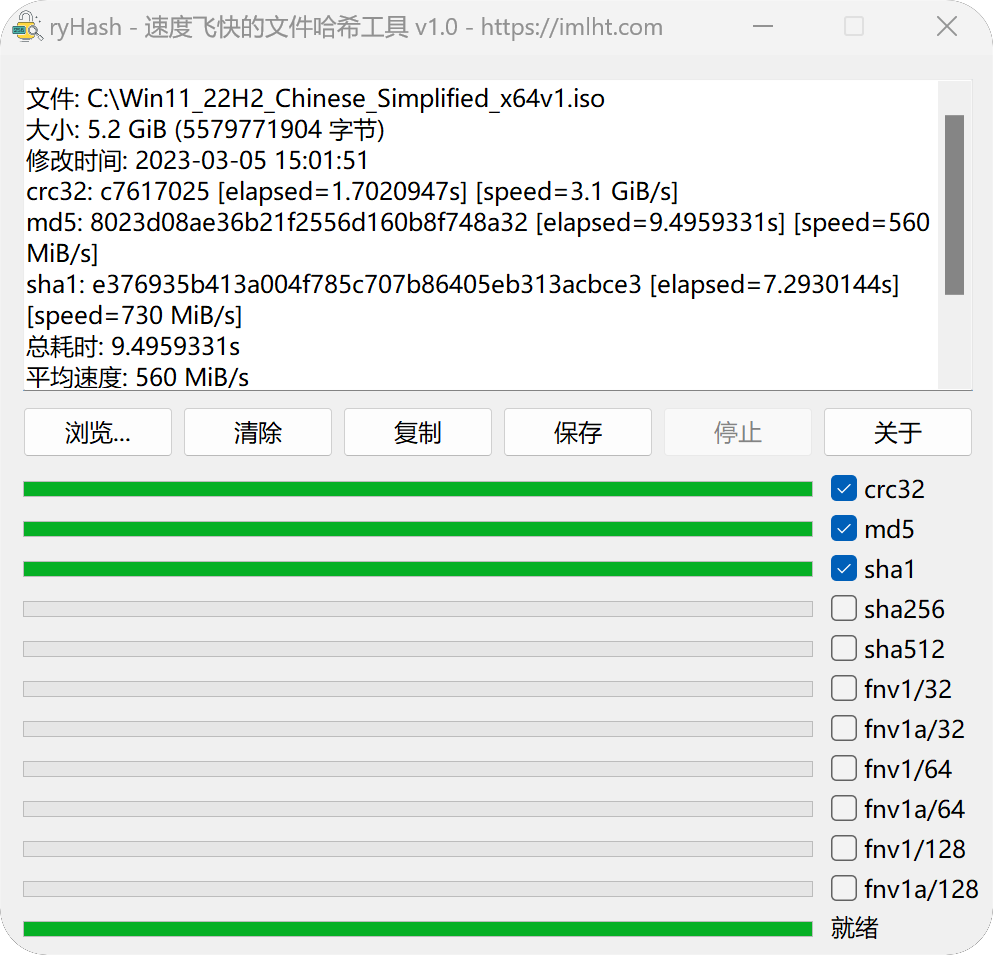 ryHash - 速度飞快的文件哈希工具 v1.0 - https://imlht.com
文件: C:\Win11_22H2_Chinese_Simplified_x64v1.iso
大小: 5.2 GiB (5579771904 字节)
修改时间: 2023-03-05 15:01:51
crc32: c7617025 [elapsed=1.7020947s] [speed=3.1 GiB/s]
md5: 8023d08ae36b21f2556d160b8f748a32 [elapsed=9.4959331s] [speed=560
MiB/s]
sha1: e376935b413a004f785c707b86405eb313acbce3 [elapsed=7.2930144s]
[speed=730 MiB/s]
总耗时: 9.4959331s
平均速度: 560 MiB/s
浏览... 清除 复制 保存 停止 关于
crc32
md5
sha1
sha256
sha512
fnv1/32
fnv1a/32
fnv1/64
fnv1a/64
fnv1/128
fnv1a/128
就绪